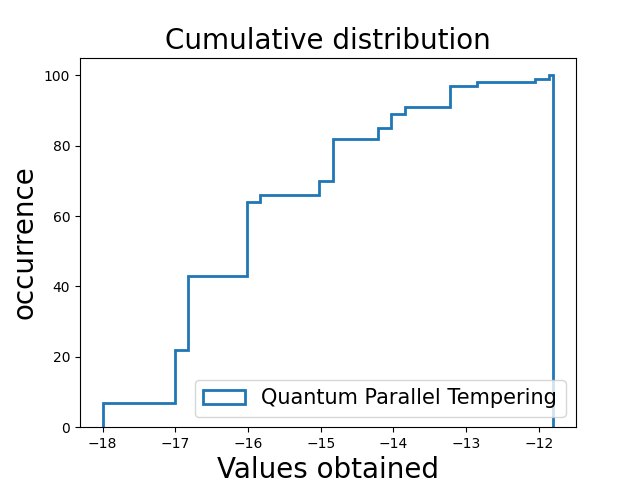 Cumulative distribution
occurrence
100
80
60
40
20
0
Quantum Parallel Tempering
−18 −17 −16 −15 −14 −13 −12
Values obtained